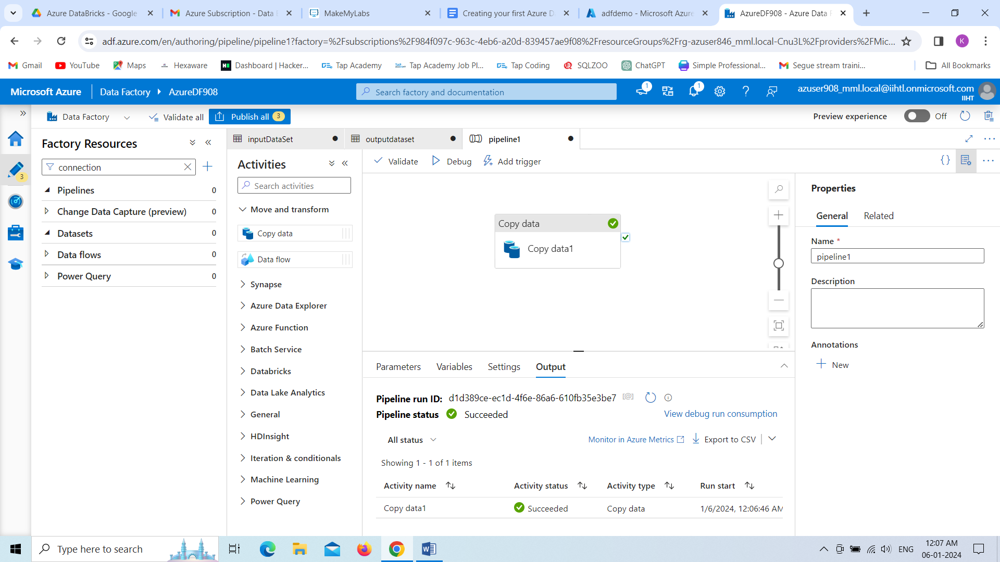 Azure DataBricks - Google
Azure Subscription - Data
MakeMyLabs
Creating your first Azure D
adfdemo - Microsoft Azure
AzureDF908 - Azure Data F
adf.azure.com/en/authoring/pipeline/pipeline1?factory=%2Fsubscriptions%2F984f097c-963c-4eb6-a20d-839457ae9f08%2FresourceGroups%2Frg-azuser846_mml.local-Cnu3L%2Fproviders%2FMic...
K
Gmail
YouTube
Maps
Hexaware
Dashboard | Hacker...
Tap Academy
Tap Academy Job Pl...
Tap Coding
SQLZOO
ChatGPT
Simple Professional...
Segue stream traini...
All Bookmarks
Microsoft Azure
Data Factory
AzureDF908
Search factory and documentation
1
1
azuser908_mml.local@iihtl.onmicrosoft.com
IIHT
Data Factory
Validate all
Publish all 3
Preview experience
Off
3
Factory Resources
connection
Pipelines 0
Change Data Capture (preview) 0
Datasets 0
Data flows 0
Power Query 0
inputDataSet
outputdataset
pipeline1
Activities
Search activities
Move and transform
Copy data
Data flow
Synapse
Azure Data Explorer
Azure Function
Batch Service
Databricks
Data Lake Analytics
General
HDInsight
Iteration & conditionals
Machine Learning
Power Query
Validate
Debug
Add trigger
Copy data
Copy data1
Parameters
Variables
Settings
Output
Pipeline run ID: d1d389ce-ec1d-4f6e-86a6-610fb35e3be7
Pipeline status Succeeded
View debug run consumption
All status
Monitor in Azure Metrics
Export to CSV
Showing 1 - 1 of 1 items
Activity name Activity status Activity type Run start
Copy data1 Succeeded Copy data 1/6/2024, 12:06:46 AM
Properties
General
Related
Name *
pipeline1
Description
Annotations
New
Type here to search
ENG
12:07 AM
06-01-2024